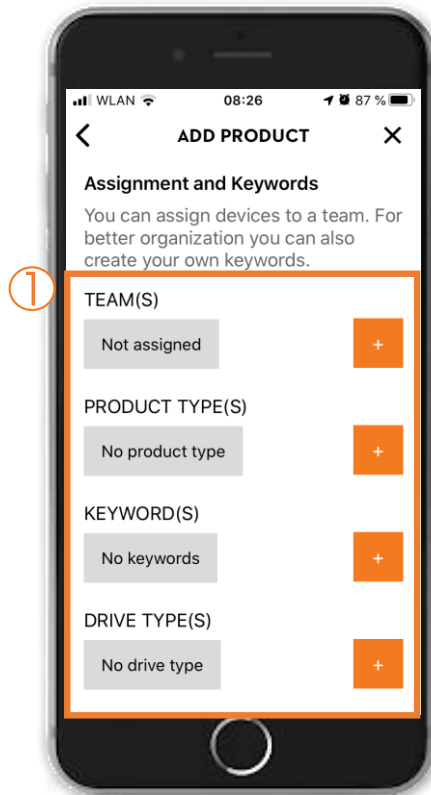 WLAN 08:26 87 %
ADD PRODUCT
Assignment and Keywords
You can assign devices to a team. For
better organization you can also
create your own keywords.
1
TEAM(S)
Not assigned +
PRODUCT TYPE(S)
No product type +
KEYWORD(S)
No keywords +
DRIVE TYPE(S)
No drive type +